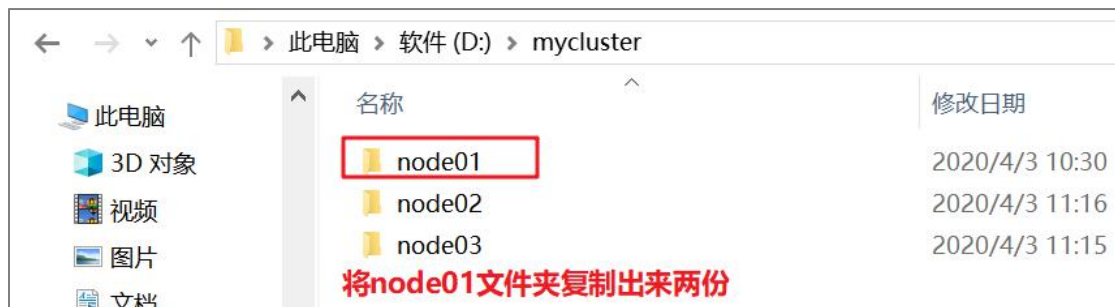 此电脑 > 软件 (D:) > mycluster
名称 修改日期
此电脑
3D 对象
视频
图片
文档
node01 2020/4/3 10:30
node02 2020/4/3 11:16
node03 2020/4/3 11:15
将node01文件夹复制出来两份